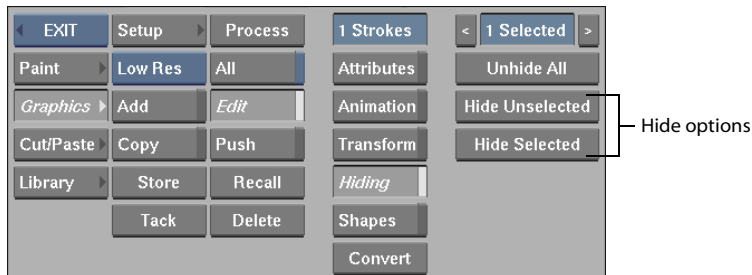 EXIT Setup Process 1 Strokes < 1 Selected >
Paint Low Res All Attributes Unhide All
Graphics Add Edit Animation Hide Unselected
Hide options
Cut/Paste Copy Push Transform Hide Selected
Library Store Recall Hiding
Tack Delete Shapes
Convert